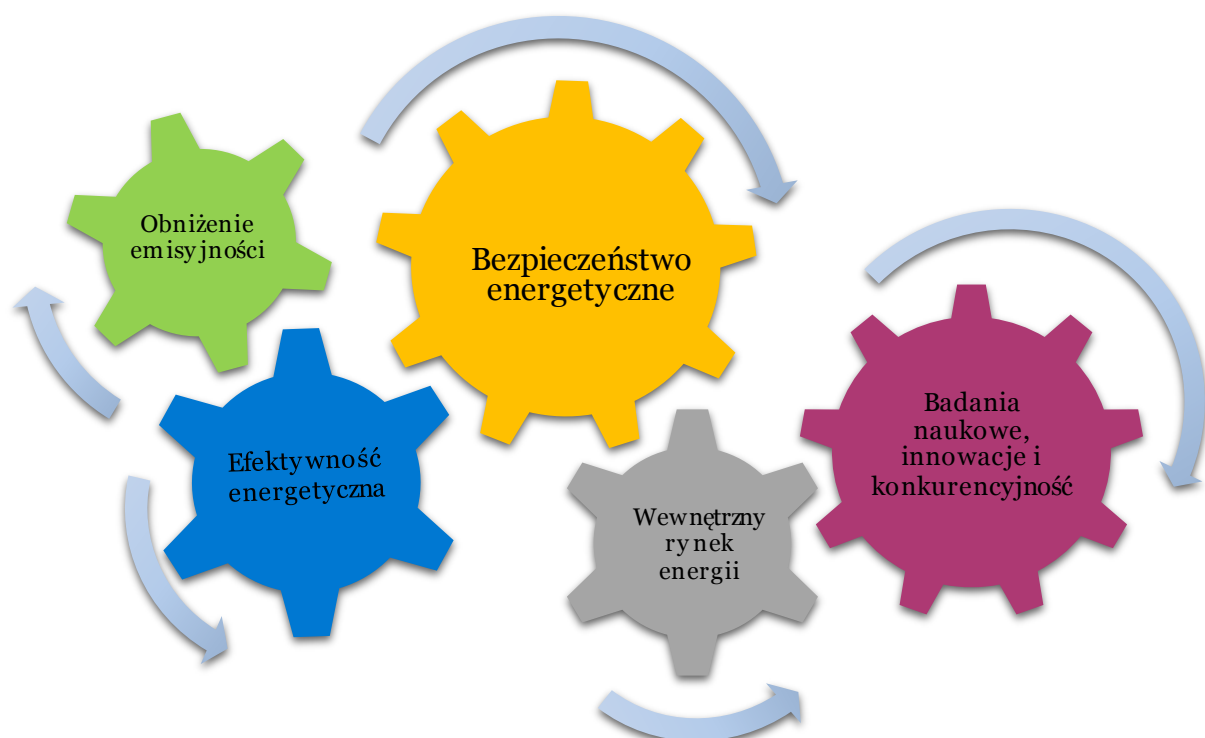 Obniżenie
emisyjności
Bezpieczeństwo
energetyczne
Efektywność
energetyczna
Wewnętrzny
rynek
energii
Badania
naukowe,
innowacje i
konkurencyjność